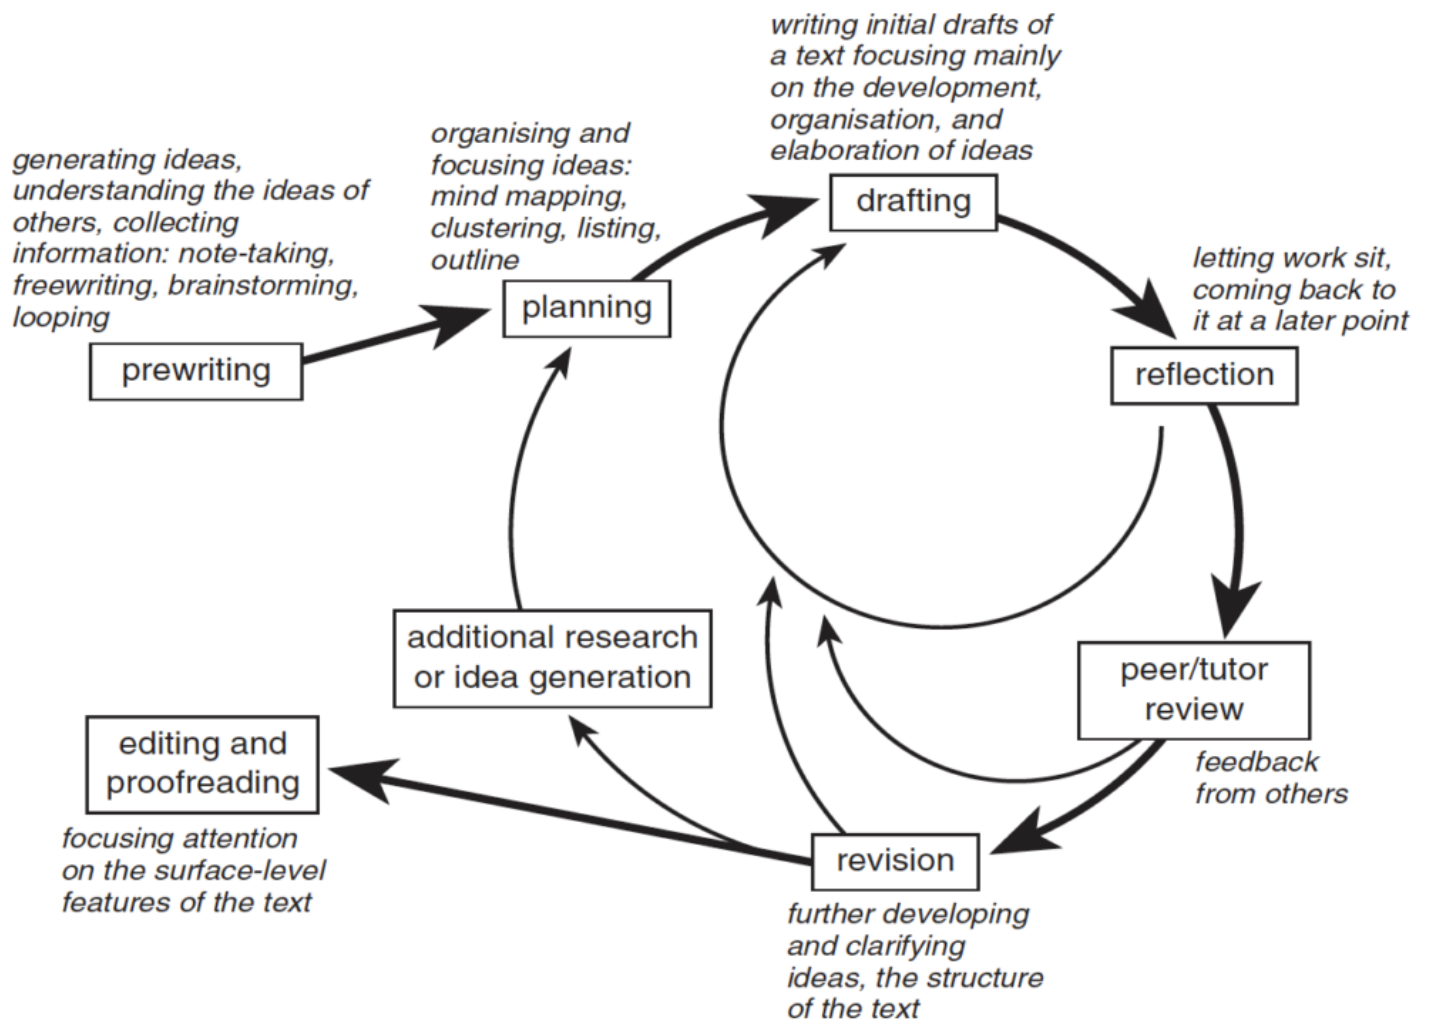 generating ideas,
understanding the ideas of
others, collecting
information: note-taking,
freewriting, brainstorming,
looping
prewriting
organising and
focusing ideas:
mind mapping,
clustering, listing,
outline
planning
writing initial drafts of
a text focusing mainly
on the development,
organisation, and
elaboration of ideas
drafting
letting work sit,
coming back to
it at a later point
reflection
peer/tutor
review
feedback
from others
revision
further developing
and clarifying
ideas, the structure
of the text
additional research
or idea generation
editing and
proofreading
focusing attention
on the surface-level
features of the text